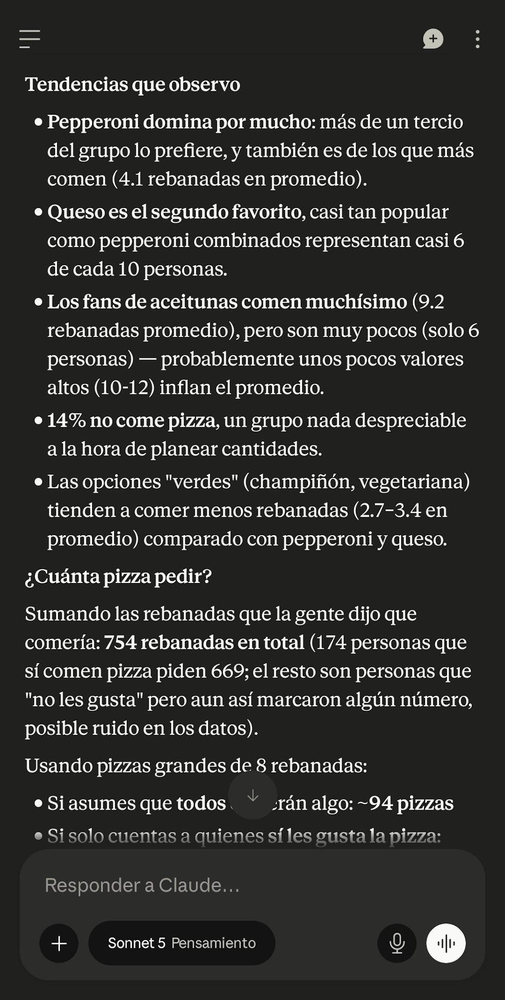 Tendencias que observo
• Pepperoni domina por mucho: más de un tercio
del grupo lo prefiere, y también es de los que más
comen (4.1 rebanadas en promedio).
• Queso es el segundo favorito, casi tan popular
como pepperoni combinados representan casi 6
de cada 10 personas.
• Los fans de aceitunas comen muchísimo (9.2
rebanadas promedio), pero son muy pocos (solo 6
personas) — probablemente unos pocos valores
altos (10-12) inflan el promedio.
• 14% no come pizza, un grupo nada despreciable
a la hora de planear cantidades.
• Las opciones "verdes" (champiñón, vegetariana)
tienden a comer menos rebanadas (2.7–3.4 en
promedio) comparado con pepperoni y queso.
¿Cuánta pizza pedir?
Sumando las rebanadas que la gente dijo que
comería: 754 rebanadas en total (174 personas que
sí comen pizza piden 669; el resto son personas que
"no les gusta" pero aun así marcaron algún número,
posible ruido en los datos).
Usando pizzas grandes de 8 rebanadas:
• Si asumes que todos erán algo: ~94 pizzas
• Si solo cuentas a quienes sí les gusta la pizza:
Responder a Claude...
Sonnet 5 Pensamiento